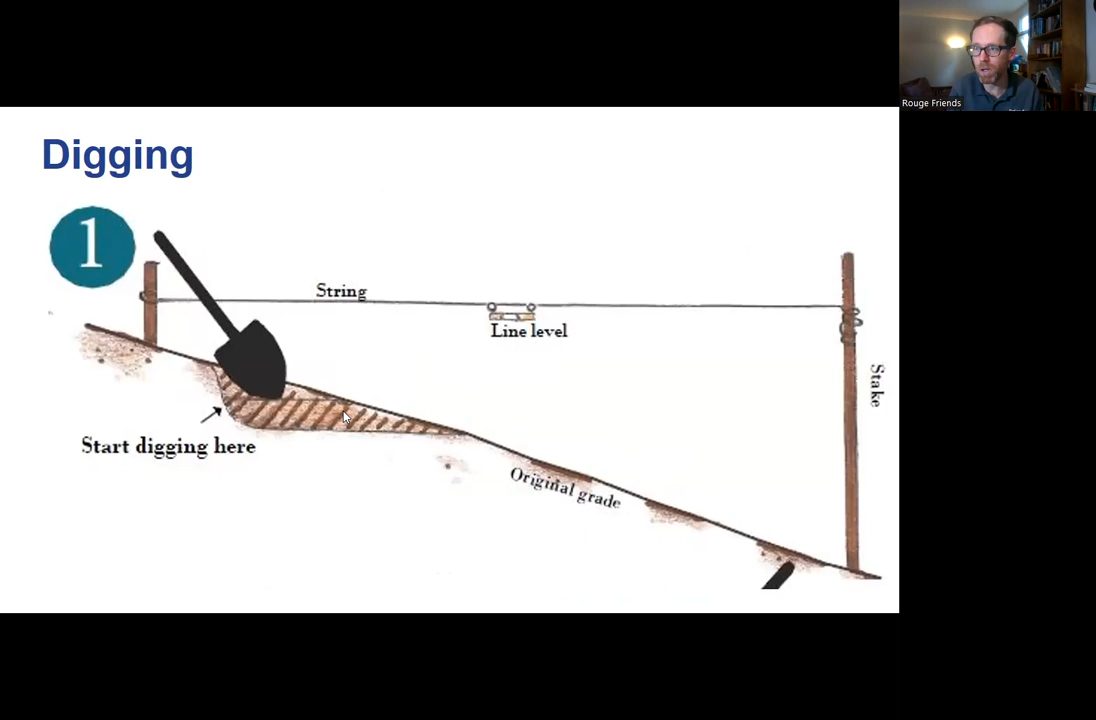 Rouge Friends
Digging
1
String
Line level
Stake
Start digging here
Original grade